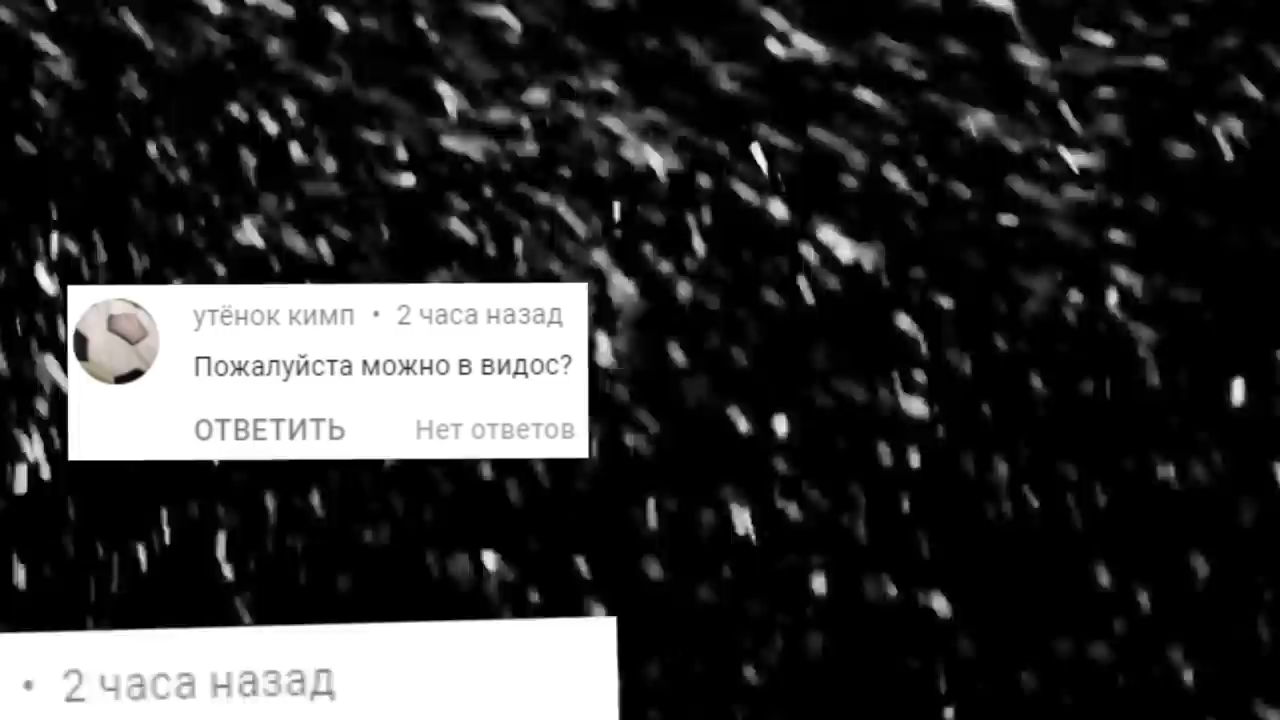 утёнок кимп • 2 часа назад
Пожалуйста можно в видос?
ОТВЕТИТЬ Нет ответов
• 2 часа назад